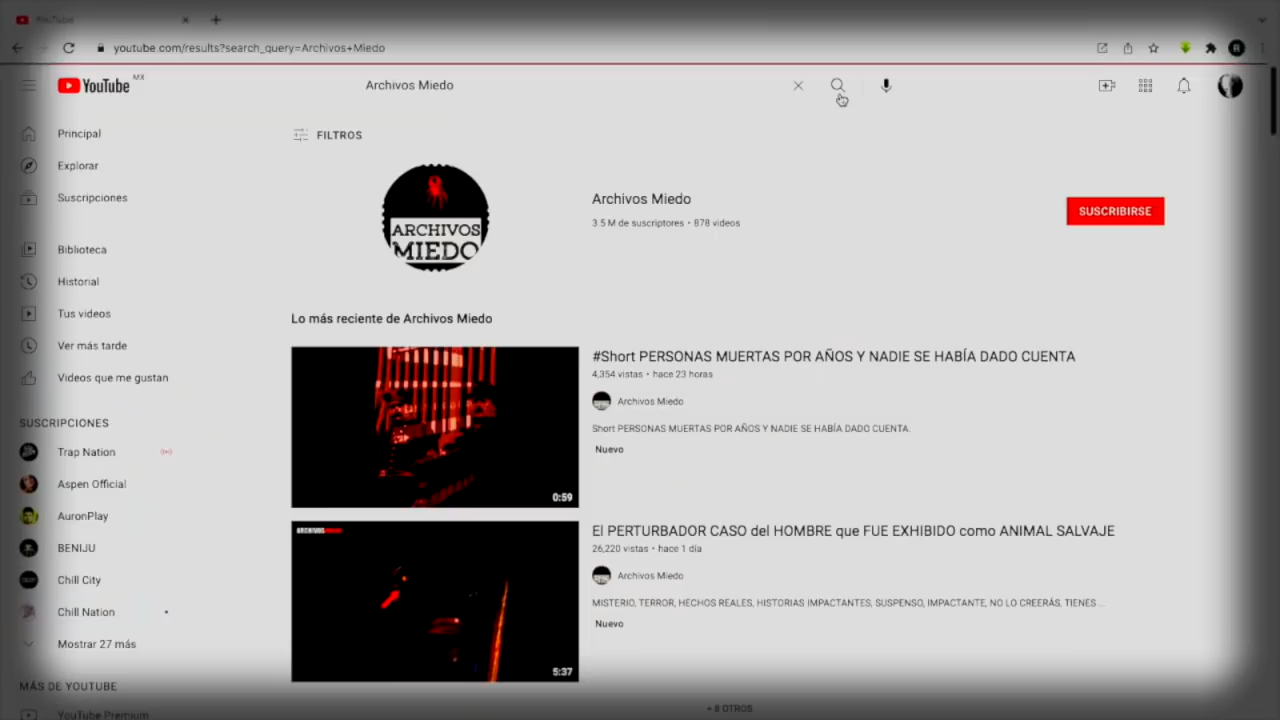 YouTube
youtube.com/results?search_query=Archivos+Miedo
YouTube MX
Archivos Miedo
Principal
Explorar
Suscripciones
Biblioteca
Historial
Tus videos
Ver más tarde
Videos que me gustan
SUSCRIPCIONES
Trap Nation
Aspen Official
AuronPlay
BENIJU
Chill City
Chill Nation
Mostrar 27 más
MÁS DE YOUTUBE
YouTube Premium
FILTROS
ARCHIVOS
MIEDO
Archivos Miedo
3.5 M de suscriptores • 878 videos
SUSCRIBIRSE
Lo más reciente de Archivos Miedo
0:59
#Short PERSONAS MUERTAS POR AÑOS Y NADIE SE HABÍA DADO CUENTA
4,354 vistas • hace 23 horas
Archivos Miedo
Short PERSONAS MUERTAS POR AÑOS Y NADIE SE HABÍA DADO CUENTA.
Nuevo
ARCHIVOS MIEDO
5:37
El PERTURBADOR CASO del HOMBRE que FUE EXHIBIDO como ANIMAL SALVAJE
26,220 vistas • hace 1 día
Archivos Miedo
MISTERIO, TERROR, HECHOS REALES, HISTORIAS IMPACTANTES, SUSPENSO, IMPACTANTE, NO LO CREERÁS, TIENES ...
Nuevo
+ 8 OTROS